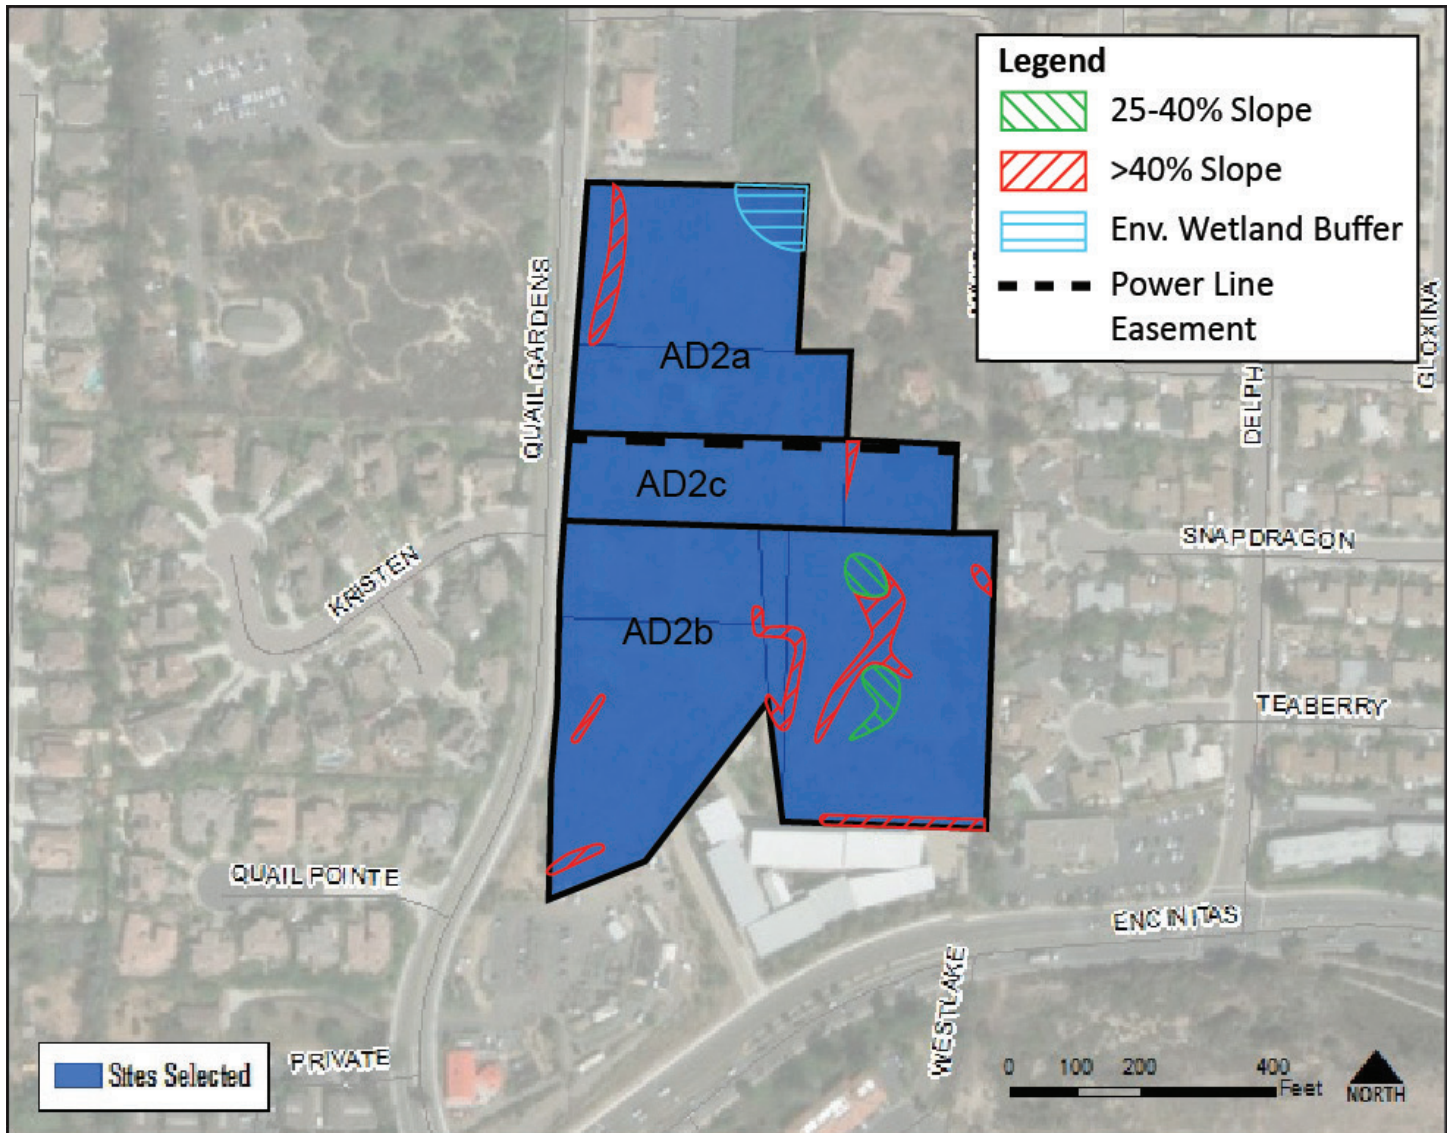 Legend
25-40% Slope
>40% Slope
Env. Wetland Buffer
Power Line
Easement
QUAIL GARDENS
GLOXINA
AD2a
DELPH
AD2c
SNAPDRAGON
KRISTEN
AD2b
TEABERRY
QUAIL POINTE
ENCINITAS
WESTLAKE
PRIVATE
Sites Selected
0 100 200 400
Feet
NORTH